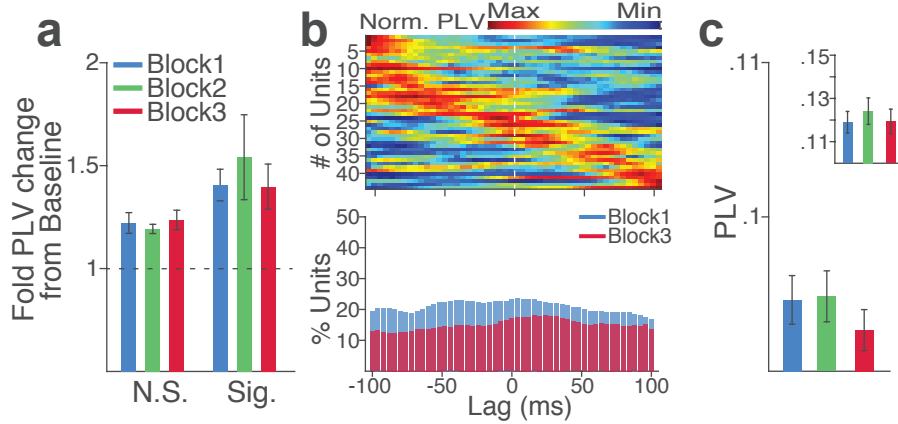 a
Fold PLV change
from Baseline
2
1.5
1
Block1
Block2
Block3
N.S.
Sig.
b
Norm. PLV
Max
Min
# of Units
5
10
15
20
25
30
35
40
% Units
50
40
30
20
10
Block1
Block3
-100
-50
0
50
100
Lag (ms)
c
PLV
.11
.1
.15
.13
.11